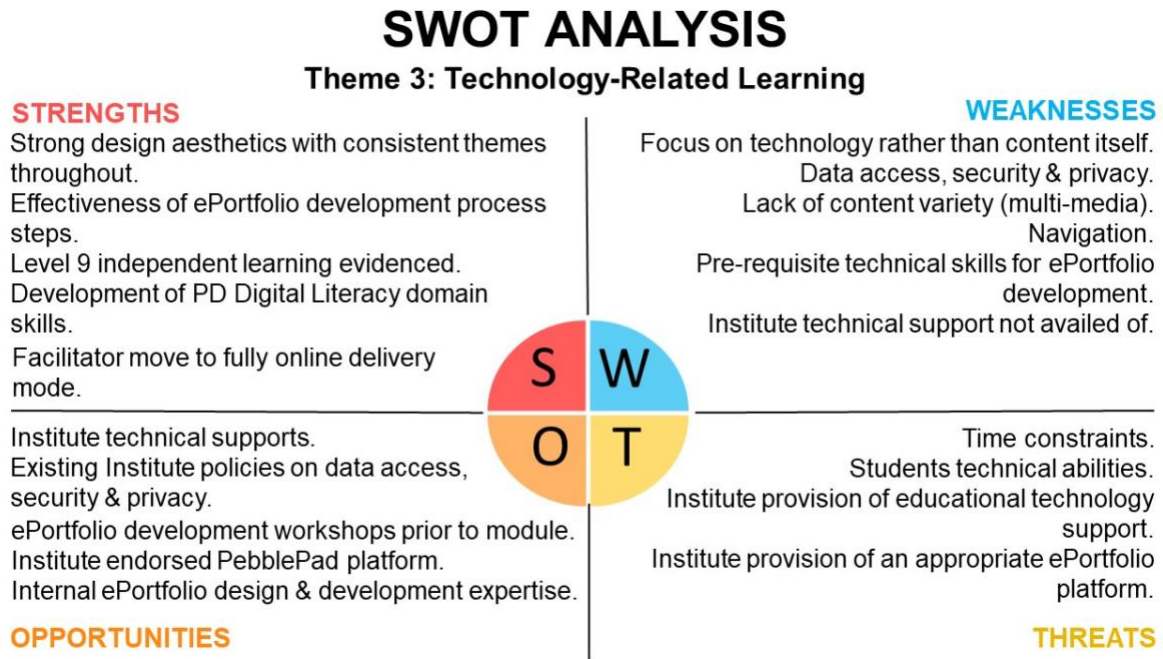 SWOT ANALYSIS
Theme 3: Technology-Related Learning
STRENGTHS
Strong design aesthetics with consistent themes
throughout.
Effectiveness of ePortfolio development process
steps.
Level 9 independent learning evidenced.
Development of PD Digital Literacy domain
skills.
Facilitator move to fully online delivery
mode.
WEAKNESSES
Focus on technology rather than content itself.
Data access, security & privacy.
Lack of content variety (multi-media).
Navigation.
Pre-requisite technical skills for ePortfolio
development.
Institute technical support not availed of.
S
W
O
T
Institute technical supports.
Existing Institute policies on data access,
security & privacy.
ePortfolio development workshops prior to module.
Institute endorsed PebblePad platform.
Internal ePortfolio design & development expertise.
OPPORTUNITIES
Time constraints.
Students technical abilities.
Institute provision of educational technology
support.
Institute provision of an appropriate ePortfolio
platform.
THREATS